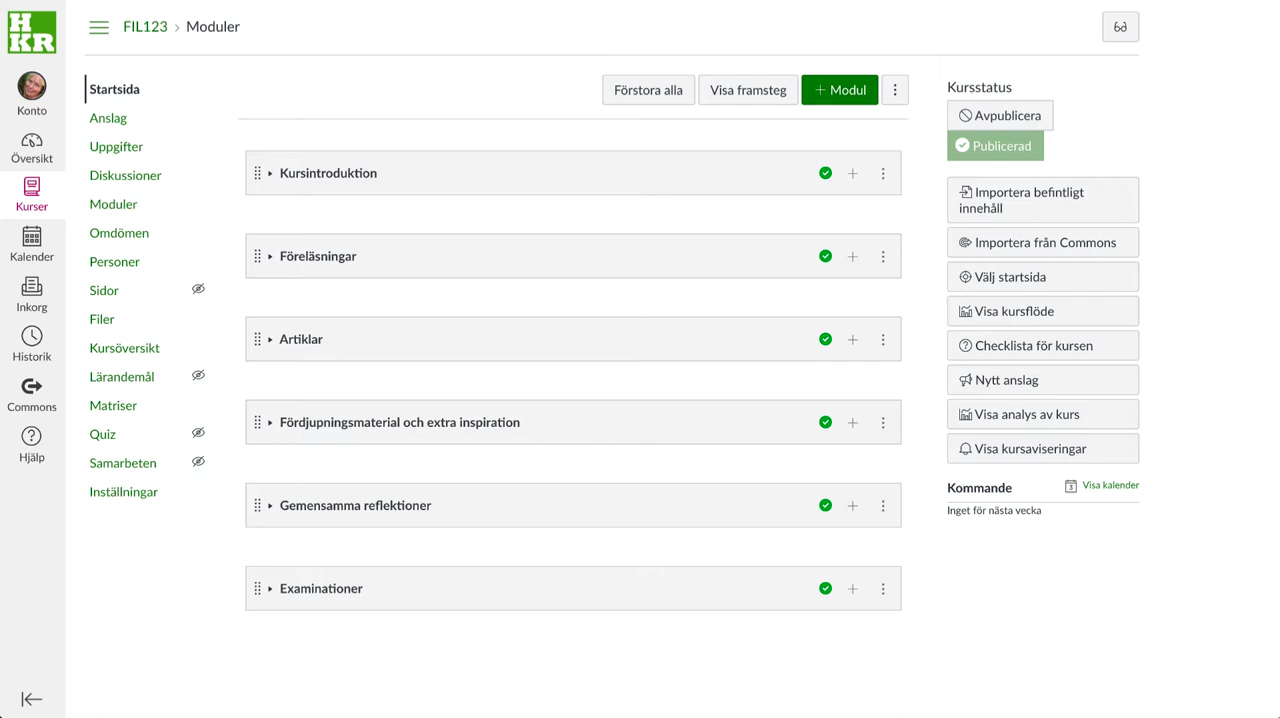 HKR
FIL123 › Moduler
Konto
Översikt
Kurser
Kalender
Inkorg
Historik
Commons
Hjälp
Startsida
Anslag
Uppgifter
Diskussioner
Moduler
Omdömen
Personer
Sidor
Filer
Kursöversikt
Lärandemål
Matriser
Quiz
Samarbeten
Inställningar
Förstora alla
Visa framsteg
+ Modul
Kursintroduktion
Föreläsningar
Artiklar
Fördjupningsmaterial och extra inspiration
Gemensamma reflektioner
Examinationer
Kursstatus
Avpublicera
Publicerad
Importera befintligt
innehåll
Importera från Commons
Välj startsida
Visa kursflöde
Checklista för kursen
Nytt anslag
Visa analys av kurs
Visa kursaviseringar
Kommande
3 Visa kalender
Inget för nästa vecka